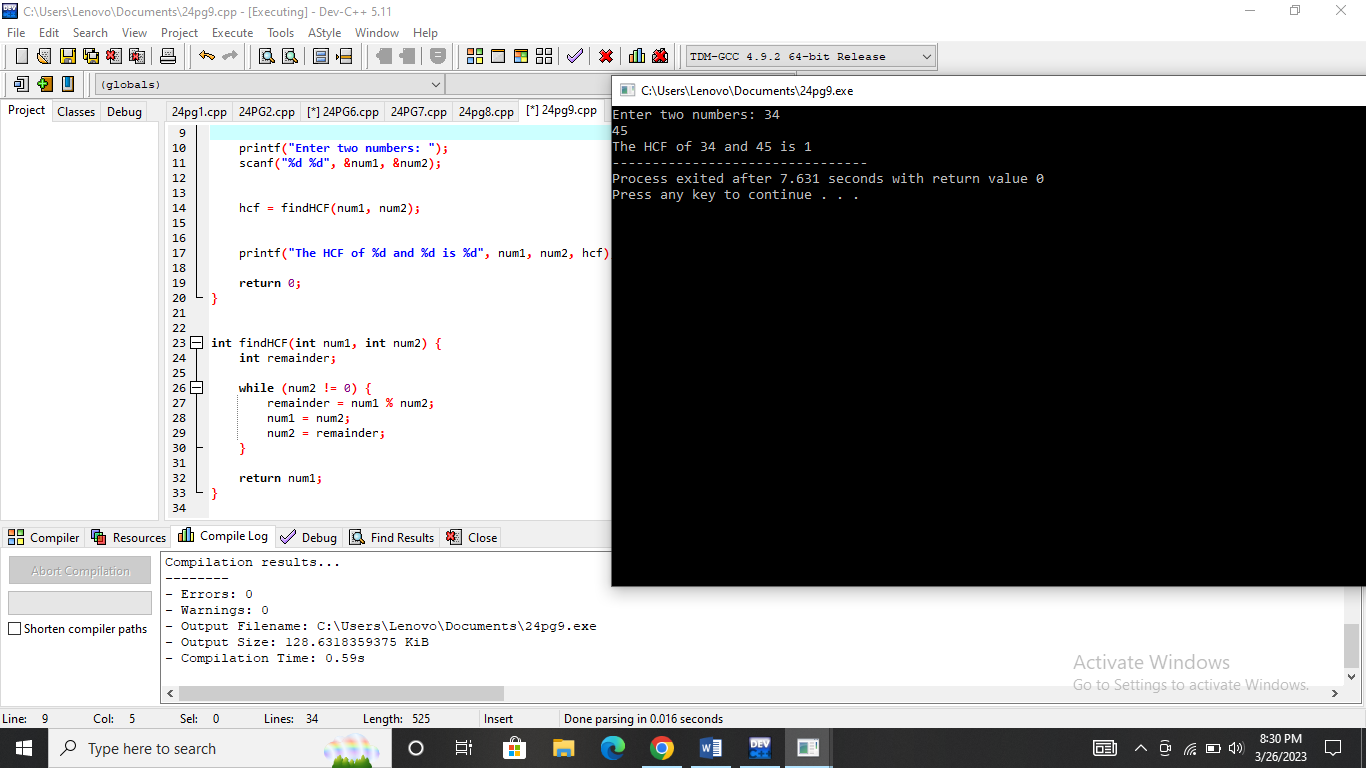 C:\Users\Lenovo\Documents\24pg9.cpp - [Executing] - Dev-C++ 5.11
File Edit Search View Project Execute Tools AStyle Window Help
TDM-GCC 4.9.2 64-bit Release
(globals)
Project Classes Debug
24pg1.cpp 24PG2.cpp [*] 24PG6.cpp 24PG7.cpp 24pg8.cpp [*] 24pg9.cpp
9
10 printf("Enter two numbers: ");
11 scanf("%d %d", &num1, &num2);
12
13
14 hcf = findHCF(num1, num2);
15
16
17 printf("The HCF of %d and %d is %d", num1, num2, hcf)
18
19 return 0;
20 }
21
22
23 int findHCF(int num1, int num2) {
24 int remainder;
25
26 while (num2 != 0) {
27 remainder = num1 % num2;
28 num1 = num2;
29 num2 = remainder;
30 }
31
32 return num1;
33 }
34
C:\Users\Lenovo\Documents\24pg9.exe
Enter two numbers: 34
45
The HCF of 34 and 45 is 1
--------------------------------
Process exited after 7.631 seconds with return value 0
Press any key to continue . . .
Compiler Resources Compile Log Debug Find Results Close
Abort Compilation
Shorten compiler paths
Compilation results...
--------
- Errors: 0
- Warnings: 0
- Output Filename: C:\Users\Lenovo\Documents\24pg9.exe
- Output Size: 128.6318359375 KiB
- Compilation Time: 0.59s
Activate Windows
Go to Settings to activate Windows.
Line: 9 Col: 5 Sel: 0 Lines: 34 Length: 525 Insert Done parsing in 0.016 seconds
Type here to search
8:30 PM
3/26/2023